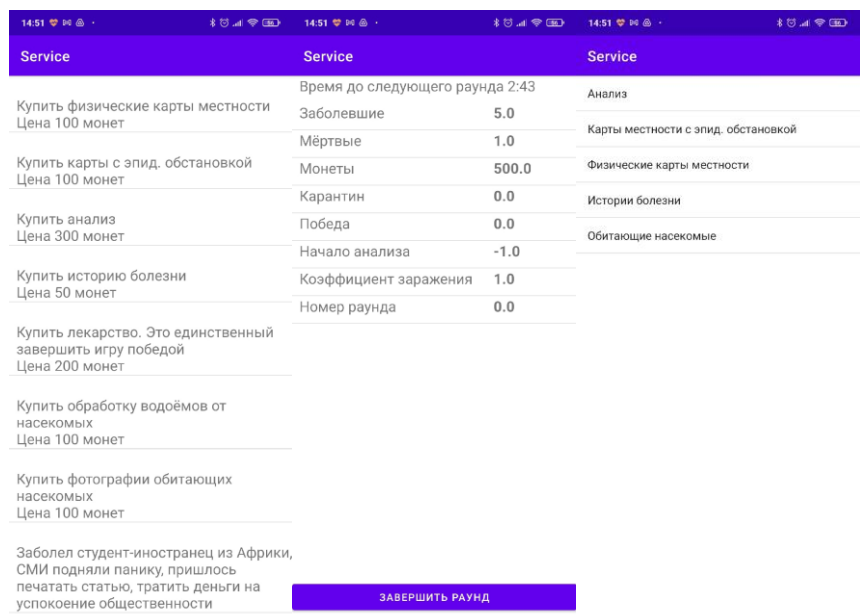 14:51
56
Service
Купить физические карты местности
Цена 100 монет
Купить карты с эпид. обстановкой
Цена 100 монет
Купить анализ
Цена 300 монет
Купить историю болезни
Цена 50 монет
Купить лекарство. Это единственный
завершить игру победой
Цена 200 монет
Купить обработку водоёмов от
насекомых
Цена 100 монет
Купить фотографии обитающих
насекомых
Цена 100 монет
Заболел студент-иностранец из Африки,
СМИ подняли панику, пришлось
печатать статью, тратить деньги на
успокоение общественности
14:51
56
Service
Время до следующего раунда 2:43
Заболевшие 5.0
Мёртвые 1.0
Монеты 500.0
Карантин 0.0
Победа 0.0
Начало анализа -1.0
Коэффициент заражения 1.0
Номер раунда 0.0
ЗАВЕРШИТЬ РАУНД
14:51
56
Service
Анализ
Карты местности с эпид. обстановкой
Физические карты местности
Истории болезни
Обитающие насекомые